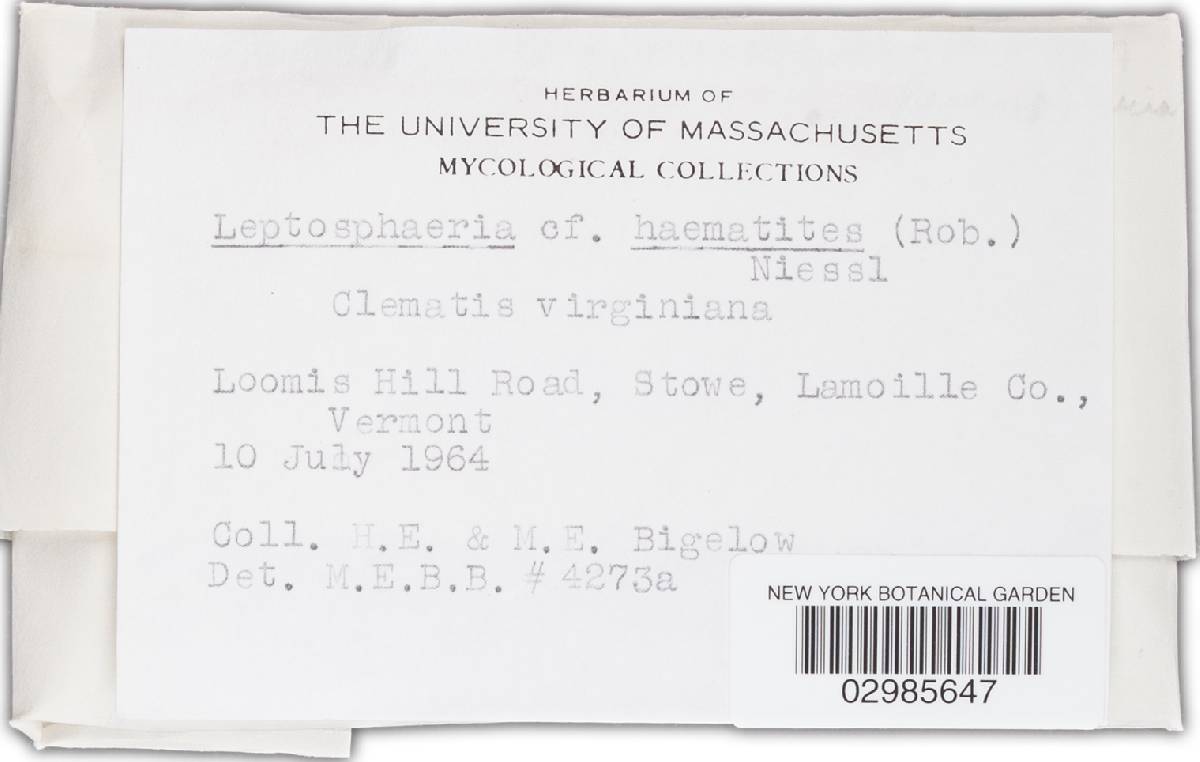 HERBARIUM OF
THE UNIVERSITY OF MASSACHUSETTS
MYCOLOGICAL COLLECTIONS
Leptosphaeria cf. haematites (Rob.)
Niessl
Clematis virginiana
Loomis Hill Road, Stowe, Lamoille Co.,
Vermont
10 July 1964
Coll. H.E. & M.E. Bigelow
Det. M.E.B.B. # 4273a
NEW YORK BOTANICAL GARDEN
02985647